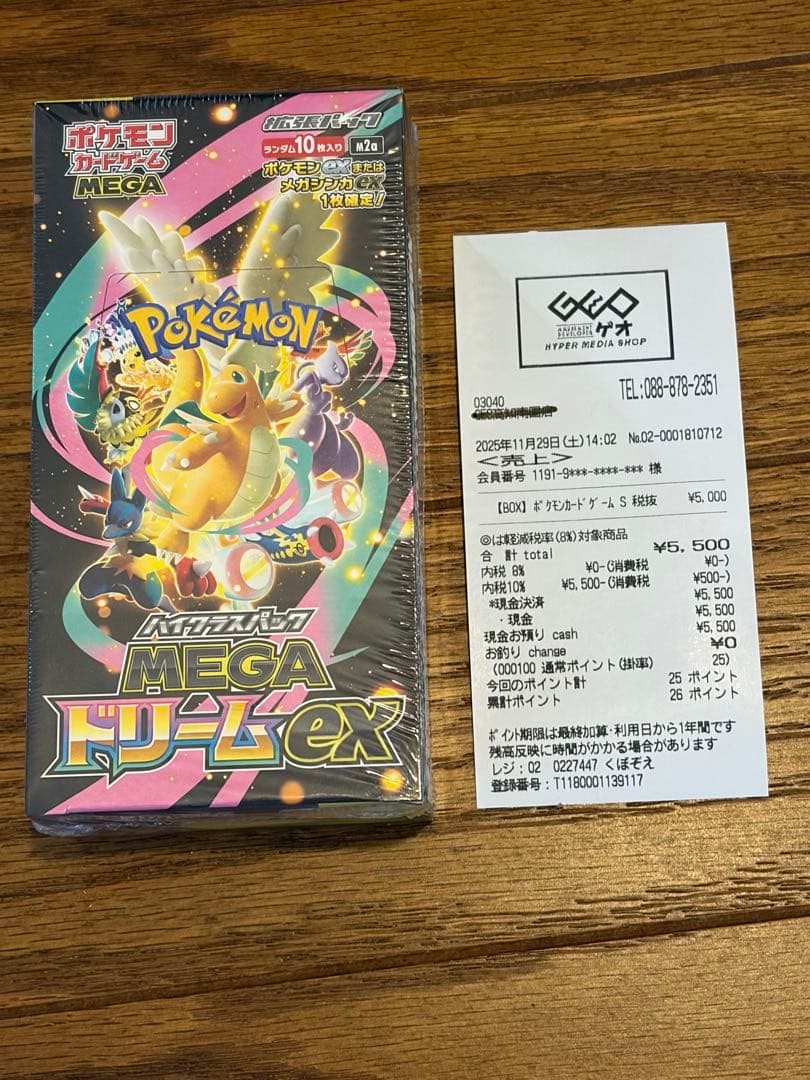 ポケモン
カードゲーム
MEGA
拡張パック
ランダム10枚入り M2a
ポケモンexまたは
メガシンカex
1枚確定!
POKéMON
ハイクラスパック
MEGA
ドリームex
GEO
AMUSEMENT
DEVELOPER
ゲオ
HYPER MEDIA SHOP
TEL:088-878-2351
03040
2025年11月29日(土)14:02 No.02-0001810712
<売上>
会員番号 1191-9***-****-*** 様
【BOX】ポケモンカードゲーム S 税抜 ¥5,000
◎は軽減税率(8%)対象商品
合 計 total ¥5,500
内税 8% ¥0-(消費税 ¥0-)
内税10% ¥5,500-(消費税 ¥500-)
*現金決済 ¥5,500
・現金 ¥5,500
現金お預り cash ¥5,500
お釣り change ¥0
(000100 通常ポイント(掛率) 25)
今回のポイント計 25 ポイント
累計ポイント 26 ポイント
ポイント期限は最終加算・利用日から1年間です
残高反映に時間がかかる場合があります
レジ:02 0227447 くぼぞえ
登録番号:T1180001139117